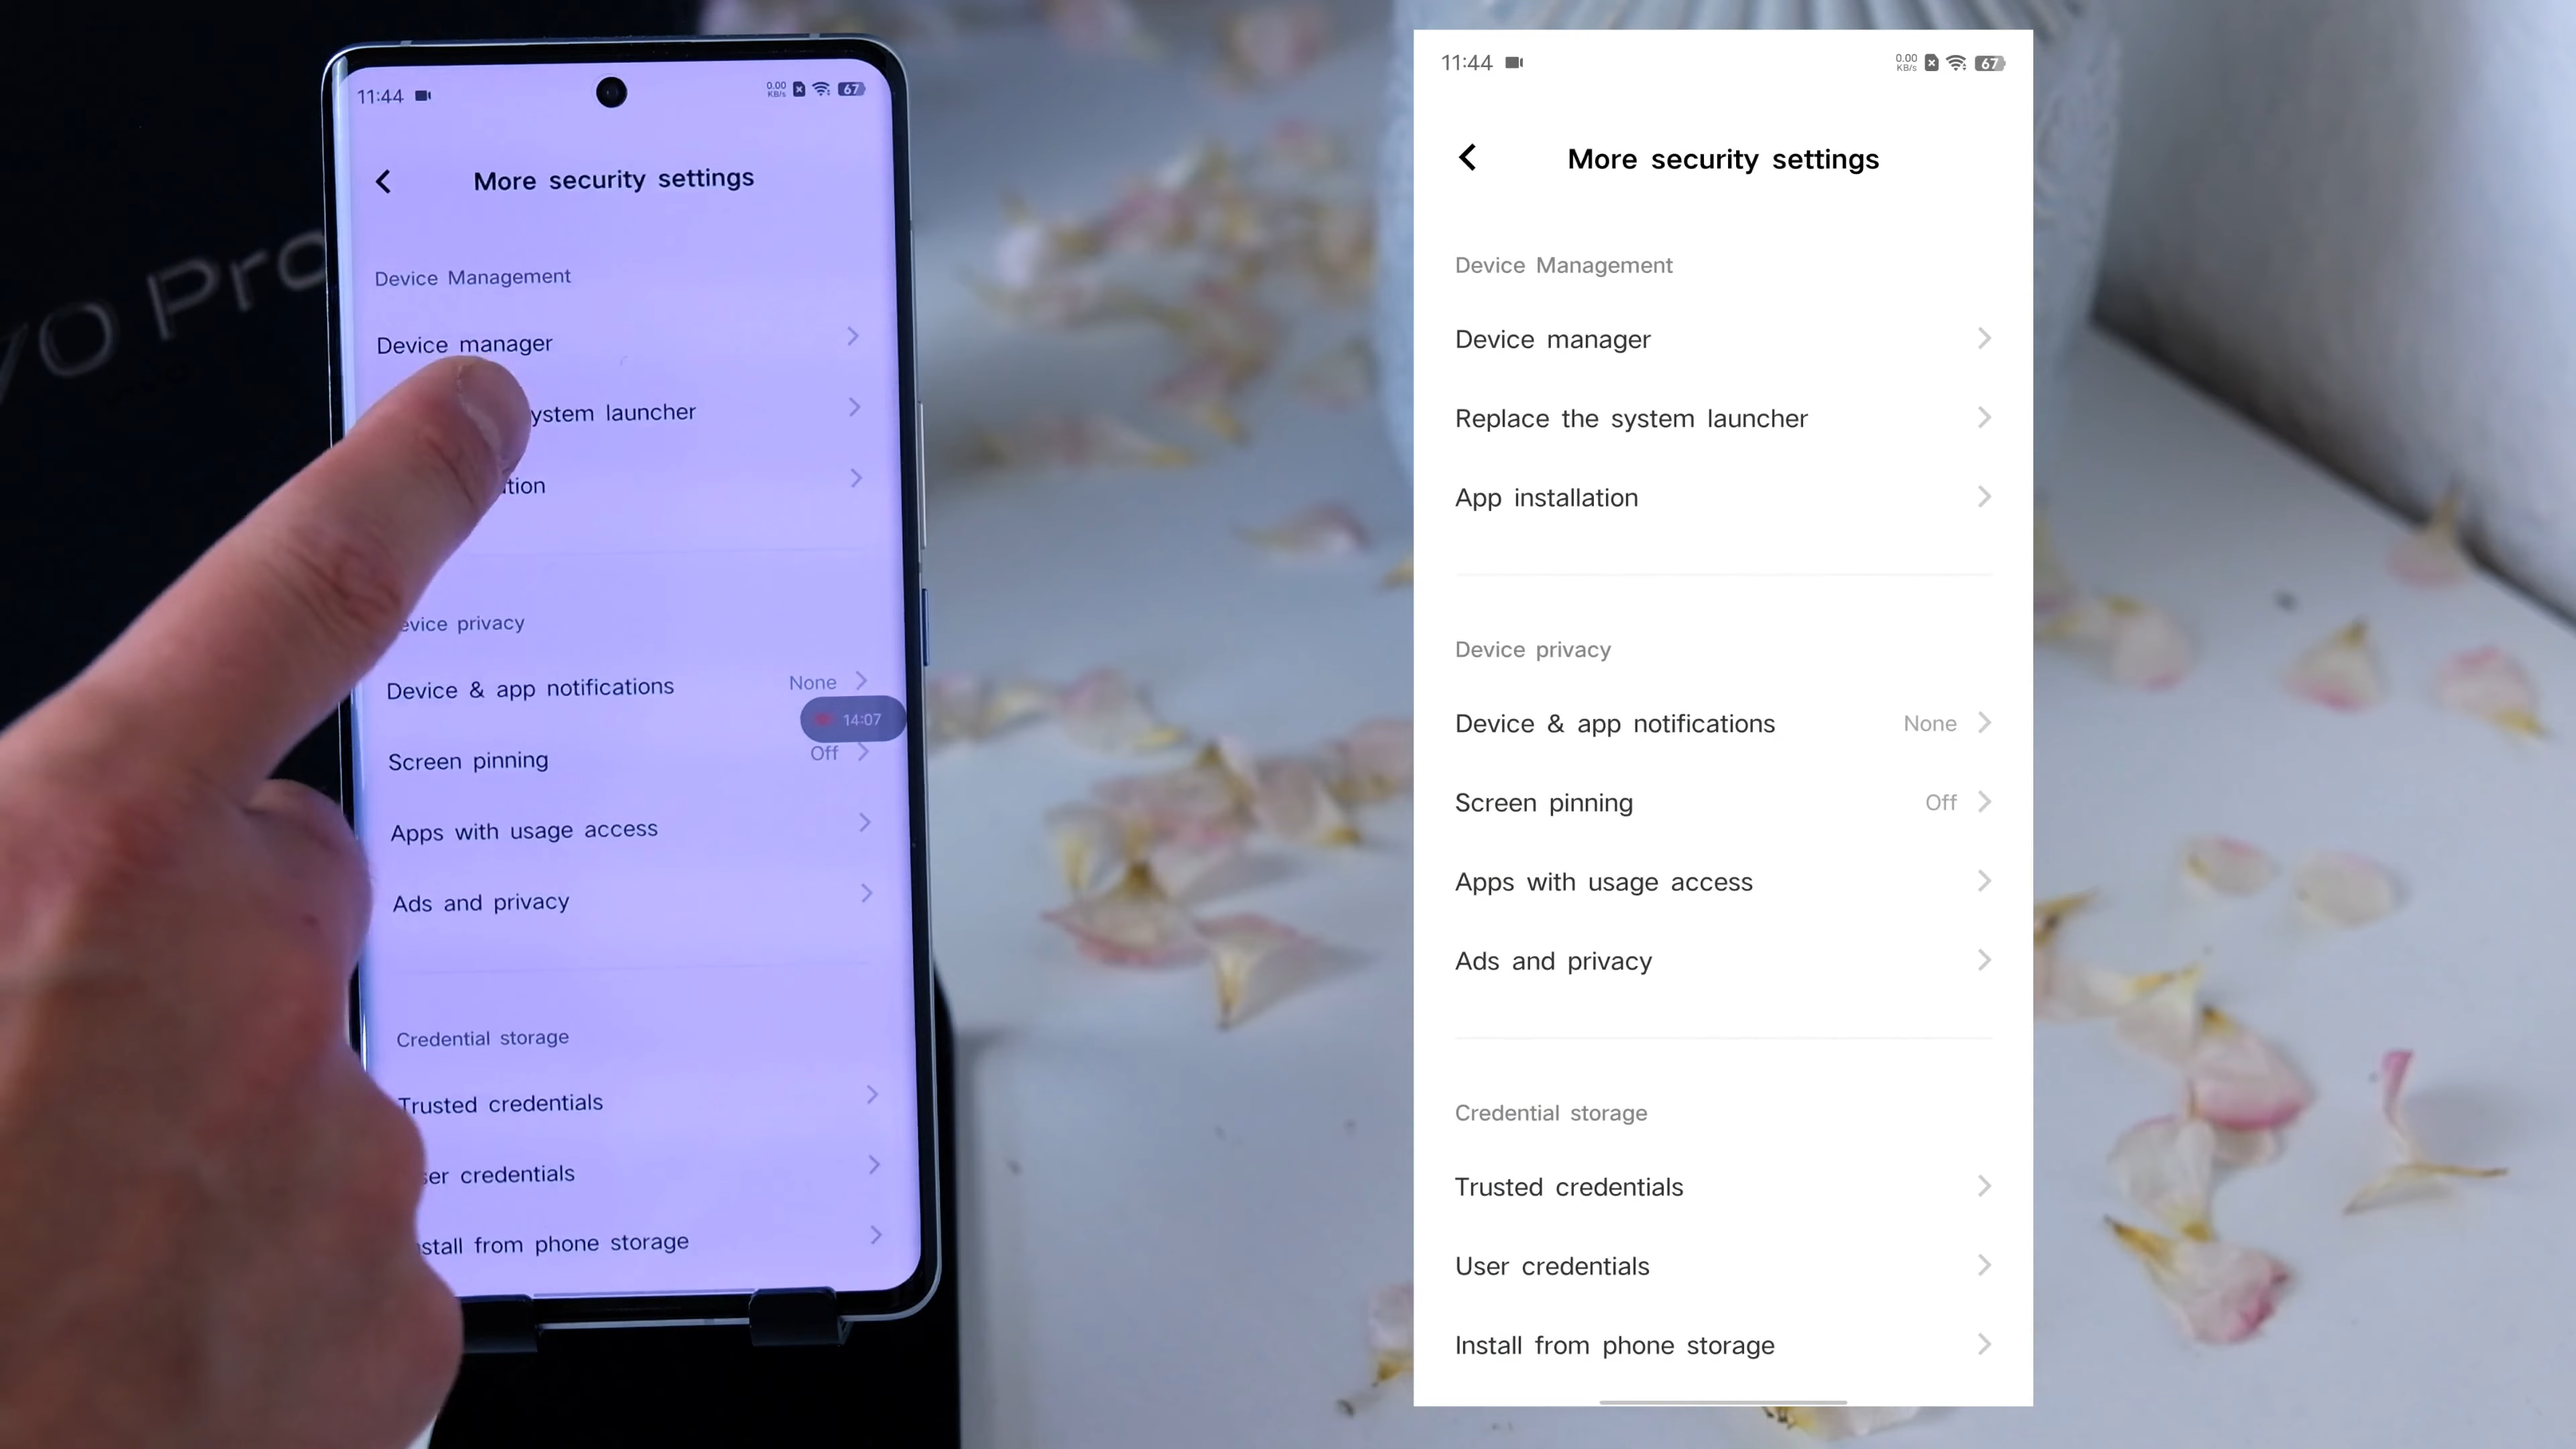 YO Pro
11:44
0.00
KB/s
67
More security settings
Device Management
Device manager
ystem launcher
tion
evice privacy
Device & app notifications
None
14:07
Screen pinning
Off
Apps with usage access
Ads and privacy
Credential storage
Trusted credentials
ser credentials
stall from phone storage
11:44
0.00
KB/s
67
More security settings
Device Management
Device manager
Replace the system launcher
App installation
Device privacy
Device & app notifications
None
Screen pinning
Off
Apps with usage access
Ads and privacy
Credential storage
Trusted credentials
User credentials
Install from phone storage